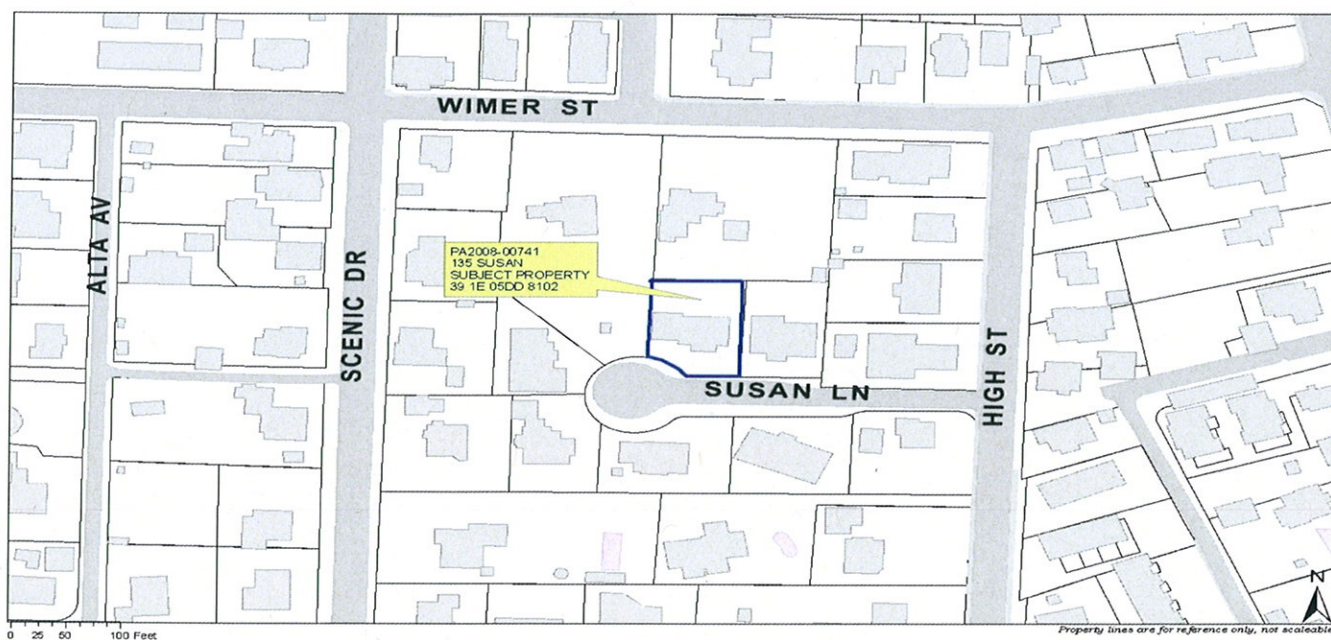 WIMER ST
ALTA AV
SCENIC DR
PA2008-00741
135 SUSAN
SUBJECT PROPERTY
39 1E 05DD 8102
SUSAN LN
HIGH ST
N
0 25 50 100 Feet
Property lines are for reference only, not scaleable